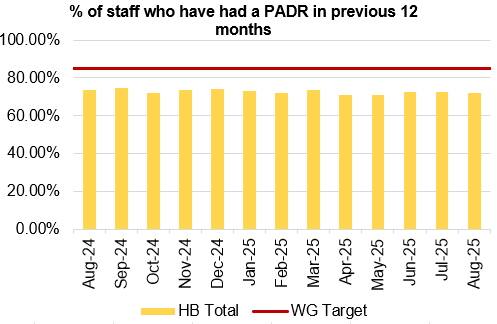 % of staff who have had a PADR in previous 12
months
100.00%
80.00%
60.00%
40.00%
20.00%
0.00%
Aug-24
Sep-24
Oct-24
Nov-24
Dec-24
Jan-25
Feb-25
Mar-25
Apr-25
May-25
Jun-25
Jul-25
Aug-25
HB Total
WG Target